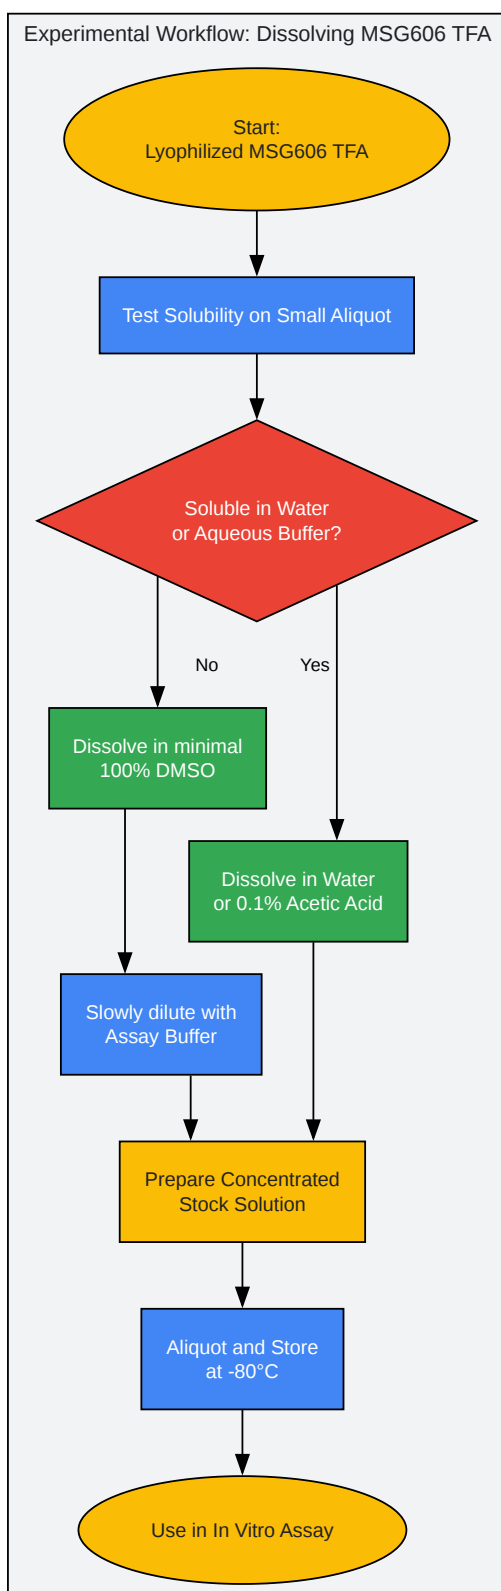 Experimental Workflow: Dissolving MSG606 TFA
Start:
Lyophilized MSG606 TFA
Test Solubility on Small Aliquot
Soluble in Water
or Aqueous Buffer?
No
Yes
Dissolve in minimal
100% DMSO
Dissolve in Water
or 0.1% Acetic Acid
Slowly dilute with
Assay Buffer
Prepare Concentrated
Stock Solution
Aliquot and Store
at -80°C
Use in In Vitro Assay